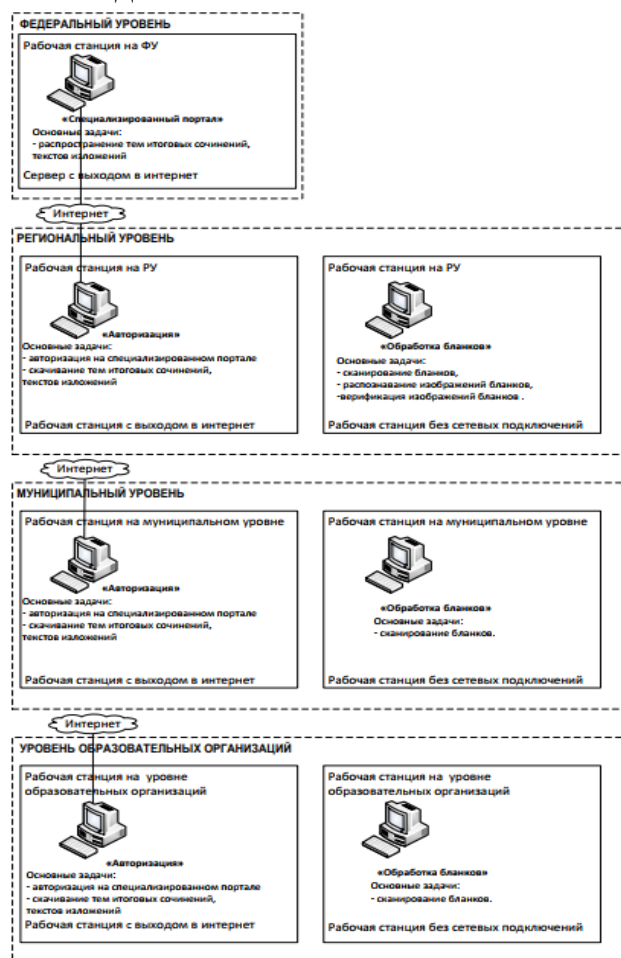 ФЕДЕРАЛЬНЫЙ УРОВЕНЬ
Рабочая станция на ФУ
«Специализированный портал»
Основные задачи:
- распространение тем итоговых сочинений,
текстов изложений
Сервер с выходом в интернет
Интернет
РЕГИОНАЛЬНЫЙ УРОВЕНЬ
Рабочая станция на РУ
«Авторизация»
Основные задачи:
- авторизация на специализированном портале
- скачивание тем итоговых сочинений,
текстов изложений
Рабочая станция с выходом в интернет
Рабочая станция на РУ
«Обработка бланков»
Основные задачи:
- сканирование бланков,
- распознавание изображений бланков,
-верификация изображений бланков .
Рабочая станция без сетевых подключений
Интернет
МУНИЦИПАЛЬНЫЙ УРОВЕНЬ
Рабочая станция на муниципальном уровне
«Авторизация»
Основные задачи:
- авторизация на специализированном портале
- скачивание тем итоговых сочинений,
текстов изложений
Рабочая станция с выходом в интернет
Рабочая станция на муниципальном уровне
«Обработка бланков»
Основные задачи:
- сканирование бланков.
Рабочая станция без сетевых подключений
Интернет
УРОВЕНЬ ОБРАЗОВАТЕЛЬНЫХ ОРГАНИЗАЦИЙ
Рабочая станция на уровне
образовательных организаций
«Авторизация»
Основные задачи:
- авторизация на специализированном портале
- скачивание тем итоговых сочинений,
текстов изложений
Рабочая станция с выходом в интернет
Рабочая станция на уровне
образовательных организаций
«Обработка бланков»
Основные задачи:
- сканирование бланков.
Рабочая станция без сетевых подключений